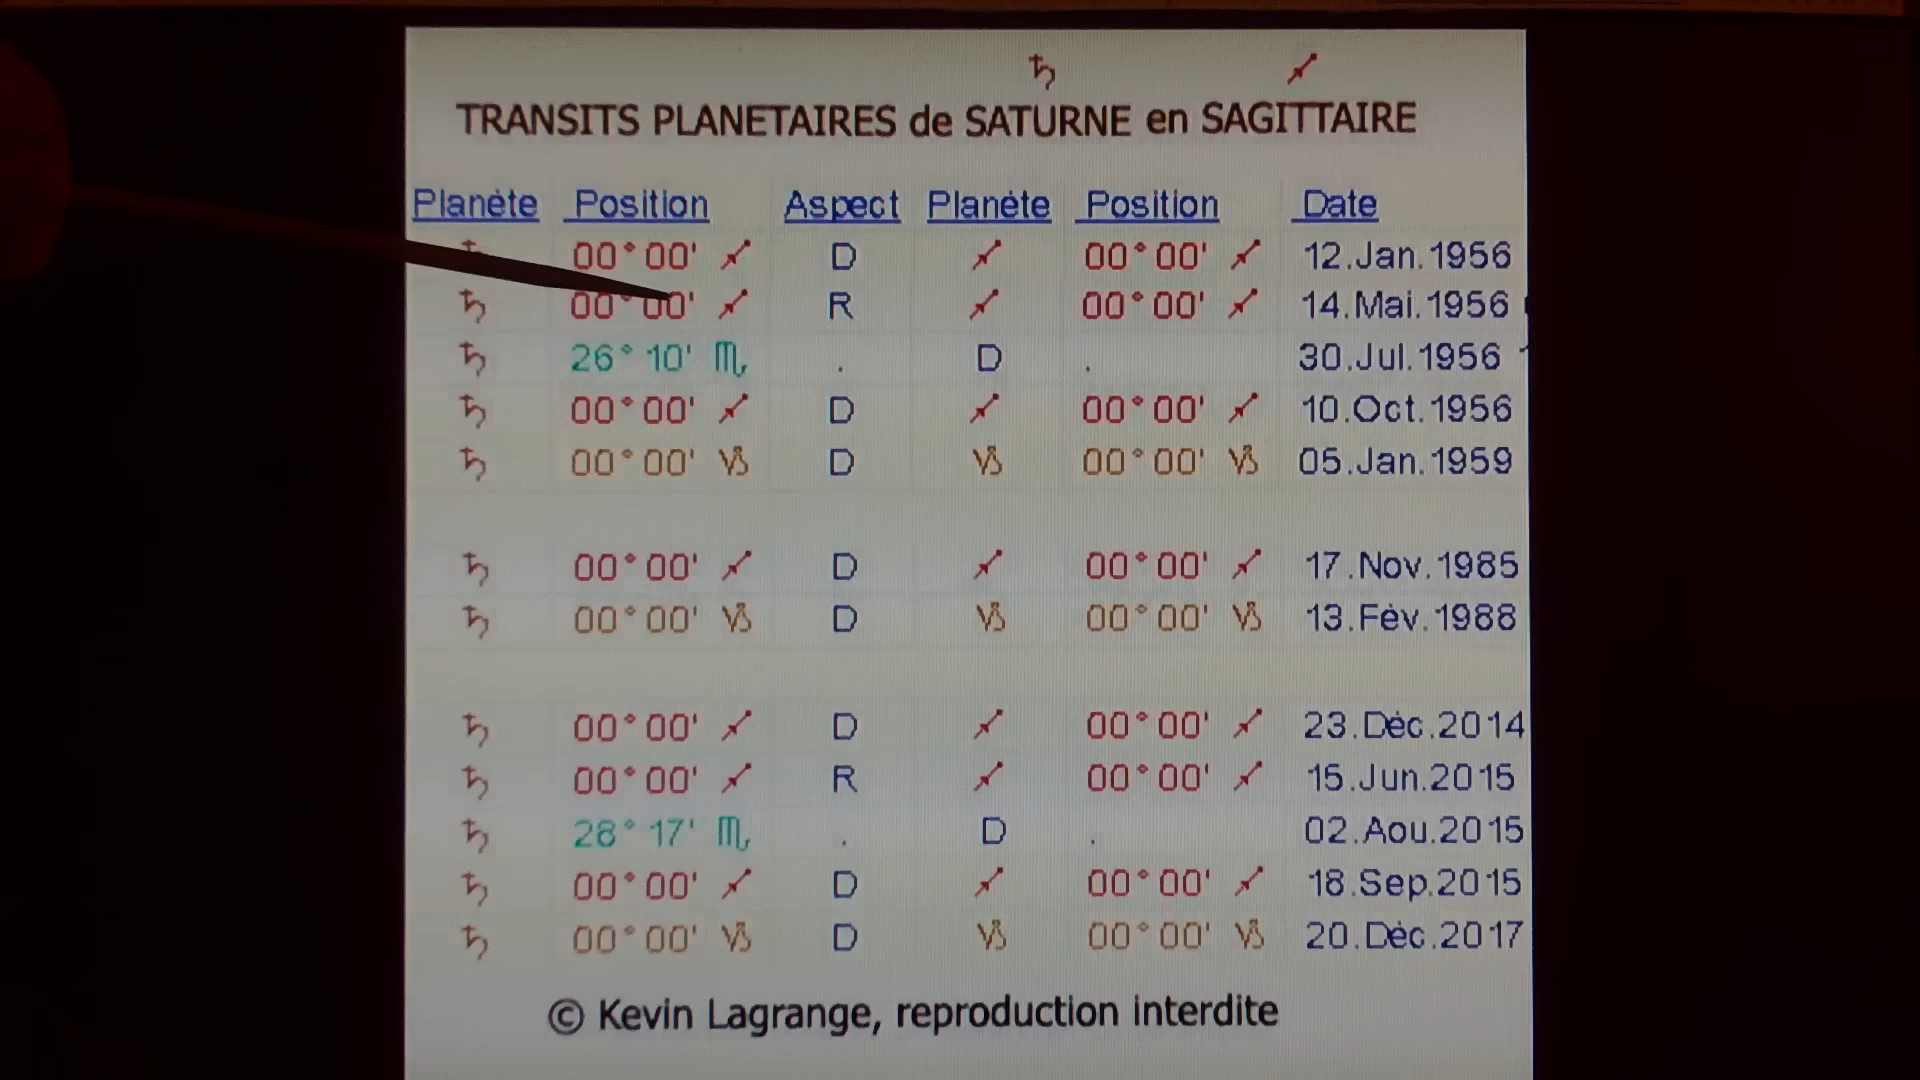 ♄ ♐
TRANSITS PLANETAIRES de SATURNE en SAGITTAIRE
Planète Position Aspect Planète Position Date
♄ 00°00' ♐ D ♐ 00°00' ♐ 12.Jan.1956
♄ 00°00' ♐ R ♐ 00°00' ♐ 14.Mai.1956
♄ 26°10' ♏ . D . 30.Jul.1956
♄ 00°00' ♐ D ♐ 00°00' ♐ 10.Oct.1956
♄ 00°00' ♑ D ♑ 00°00' ♑ 05.Jan.1959
♄ 00°00' ♐ D ♐ 00°00' ♐ 17.Nov.1985
♄ 00°00' ♑ D ♑ 00°00' ♑ 13.Fév.1988
♄ 00°00' ♐ D ♐ 00°00' ♐ 23.Déc.2014
♄ 00°00' ♐ R ♐ 00°00' ♐ 15.Jun.2015
♄ 28°17' ♏ . D . 02.Aou.2015
♄ 00°00' ♐ D ♐ 00°00' ♐ 18.Sep.2015
♄ 00°00' ♑ D ♑ 00°00' ♑ 20.Déc.2017
© Kevin Lagrange, reproduction interdite